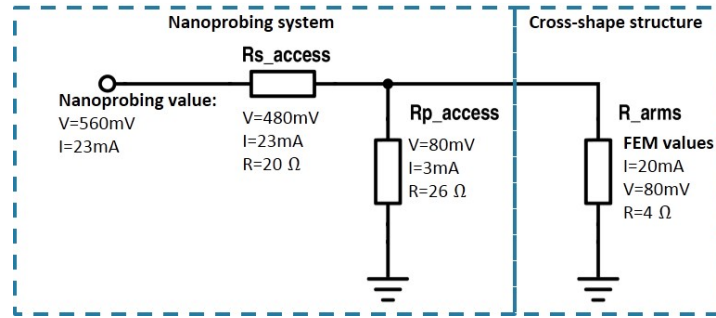 Nanoprobing system
Cross-shape structure
Rs_access
Nanoprobing value:
V=560mV
I=23mA
V=480mV
I=23mA
R=20 Ω
Rp_access
V=80mV
I=3mA
R=26 Ω
R_arms
FEM values
I=20mA
V=80mV
R=4 Ω